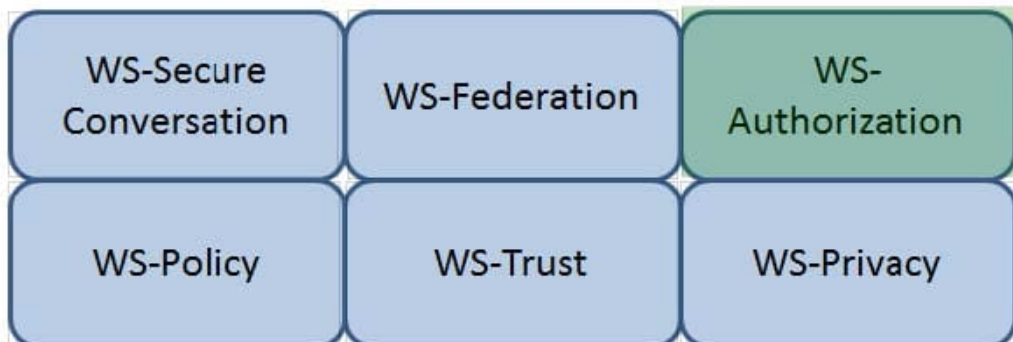 WS-Secure
Conversation
WS-Federation
WS-
Authorization
WS-Policy
WS-Trust
WS-Privacy